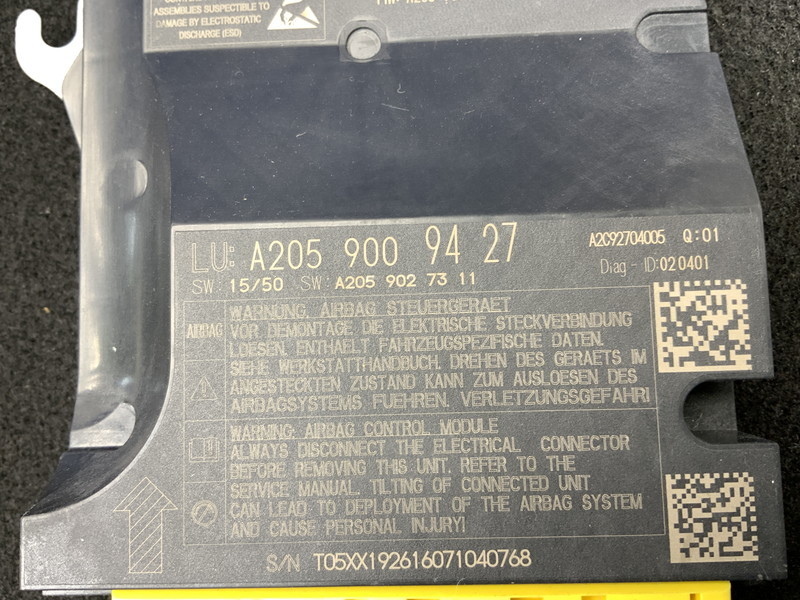 ASSEMBLIES SUSPECTIBLE TO
DAMAGE BY ELECTROSTATIC
DISCHARGE (ESD)
LU: A205 900 94 27
A2C92704005 Q:01
SW: 15/50 SW: A205 902 73 11
Diag - ID:020401
AIRBAG
WARNUNG. AIRBAG STEUERGERAET
VOR DEMONTAGE DIE ELEKTRISCHE STECKVERBINDUNG
LOESEN. ENTHAELT FAHRZEUGSPEZIFISCHE DATEN.
SIEHE WERKSTATTHANDBUCH. DREHEN DES GERAETS IM
ANGESTECKTEN ZUSTAND KANN ZUM AUSLOESEN DES
AIRBAGSYSTEMS FUEHREN. VERLETZUNGSGEFAHR!
WARNING. AIRBAG CONTROL MODULE
ALWAYS DISCONNECT THE ELECTRICAL CONNECTOR
BEFORE REMOVING THIS UNIT. REFER TO THE
SERVICE MANUAL. TILTING OF CONNECTED UNIT
CAN LEAD TO DEPLOYMENT OF THE AIRBAG SYSTEM
AND CAUSE PERSONAL INJURY!
S/N T05XX192616071040768